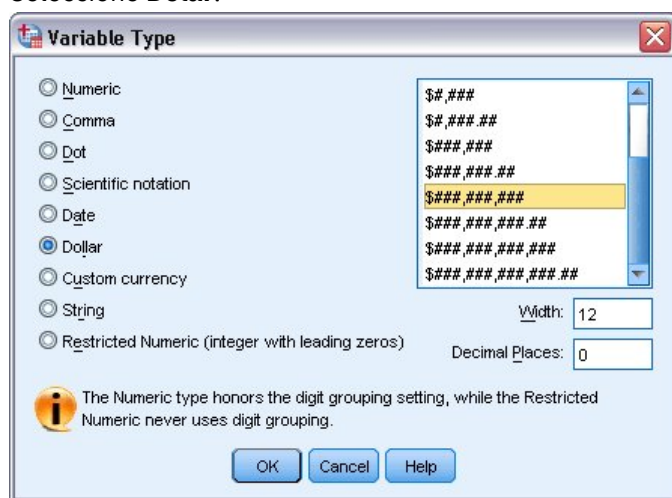 Variable Type
Numeric
Comma
Dot
Scientific notation
Date
Dollar
Custom currency
String
Restricted Numeric (integer with leading zeros)
$#,###
$#,###.##
$###,###
$###,###.##
$###,###,###
$###,###,###.##
$###,###,###,###
$###,###,###,###.##
Width: 12
Decimal Places: 0
The Numeric type honors the digit grouping setting, while the Restricted
Numeric never uses digit grouping.
OK Cancel Help